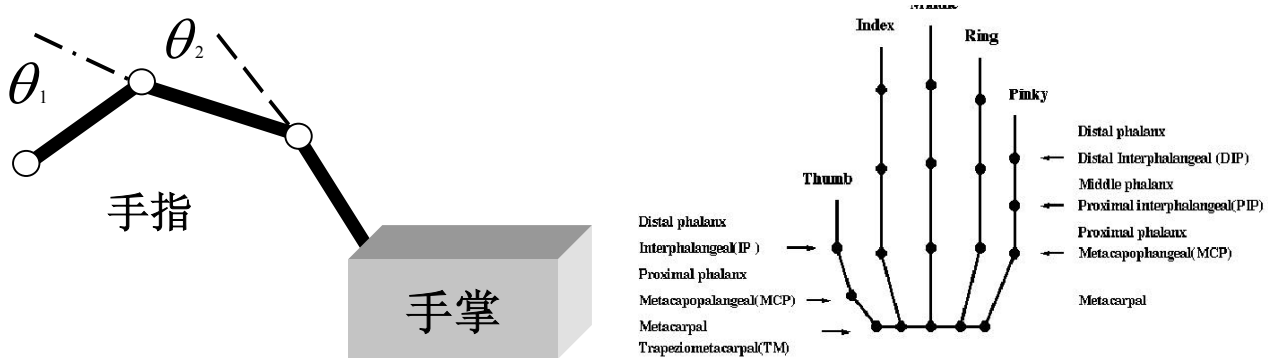 θ1
θ2
手指
手掌
Index
Ring
Pinky
Thumb
Distal phalanx
Interphalangeal(IP )
Proximal phalanx
Metacapopalangeal(MCP)
Metacarpal
Trapeziometacarpal(TM)
Distal phalanx
Distal Interphalangeal (DIP)
Middle phalanx
Proximal interphalangeal(PIP)
Proximal phalanx
Metacapophangeal(MCP)
Metacarpal